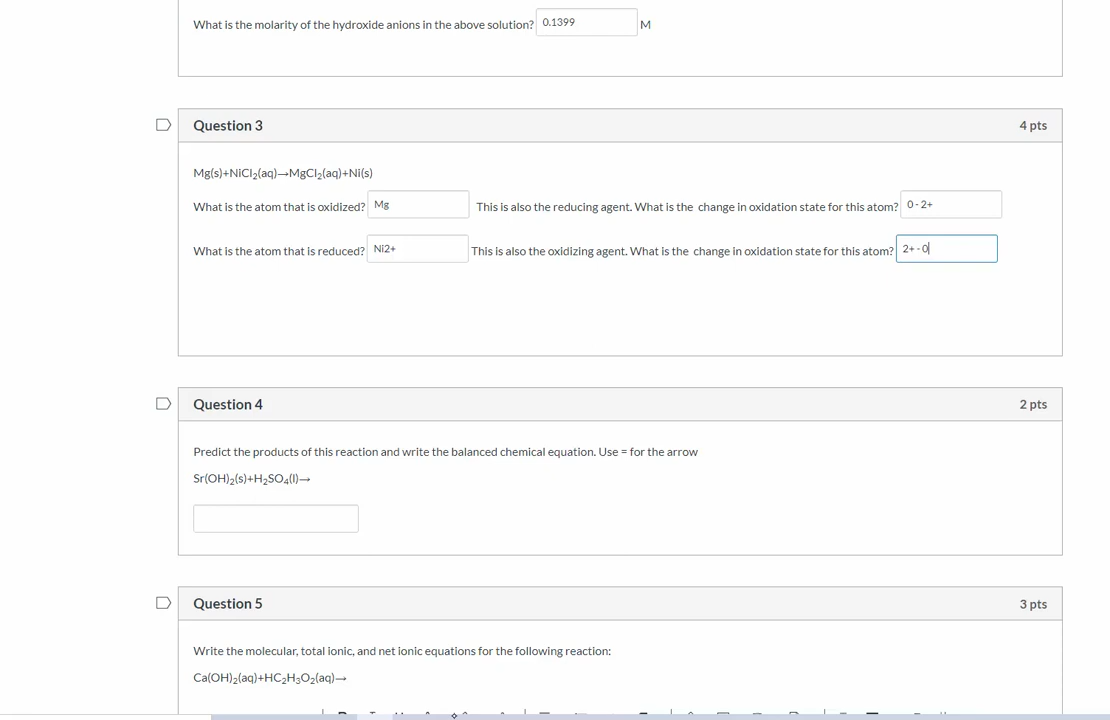 What is the molarity of the hydroxide anions in the above solution? 0.1399 M
Question 3 4 pts
Mg(s)+NiCl₂(aq)→MgCl₂(aq)+Ni(s)
What is the atom that is oxidized? Mg This is also the reducing agent. What is the change in oxidation state for this atom? 0 - 2+
What is the atom that is reduced? Ni2+ This is also the oxidizing agent. What is the change in oxidation state for this atom? 2+ - 0
Question 4 2 pts
Predict the products of this reaction and write the balanced chemical equation. Use = for the arrow
Sr(OH)₂(s)+H₂SO₄(l)→
Question 5 3 pts
Write the molecular, total ionic, and net ionic equations for the following reaction:
Ca(OH)₂(aq)+HC₂H₃O₂(aq)→